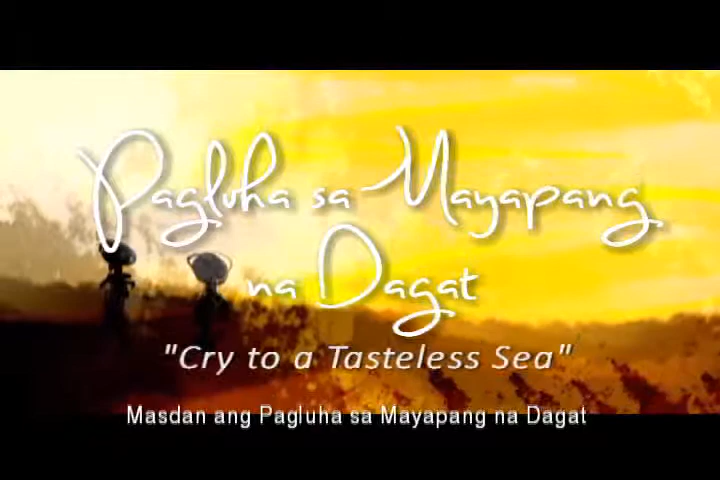 Pagluha sa Mayapang
na Dagat
"Cry to a Tasteless Sea"
Masdan ang Pagluha sa Mayapang na Dagat